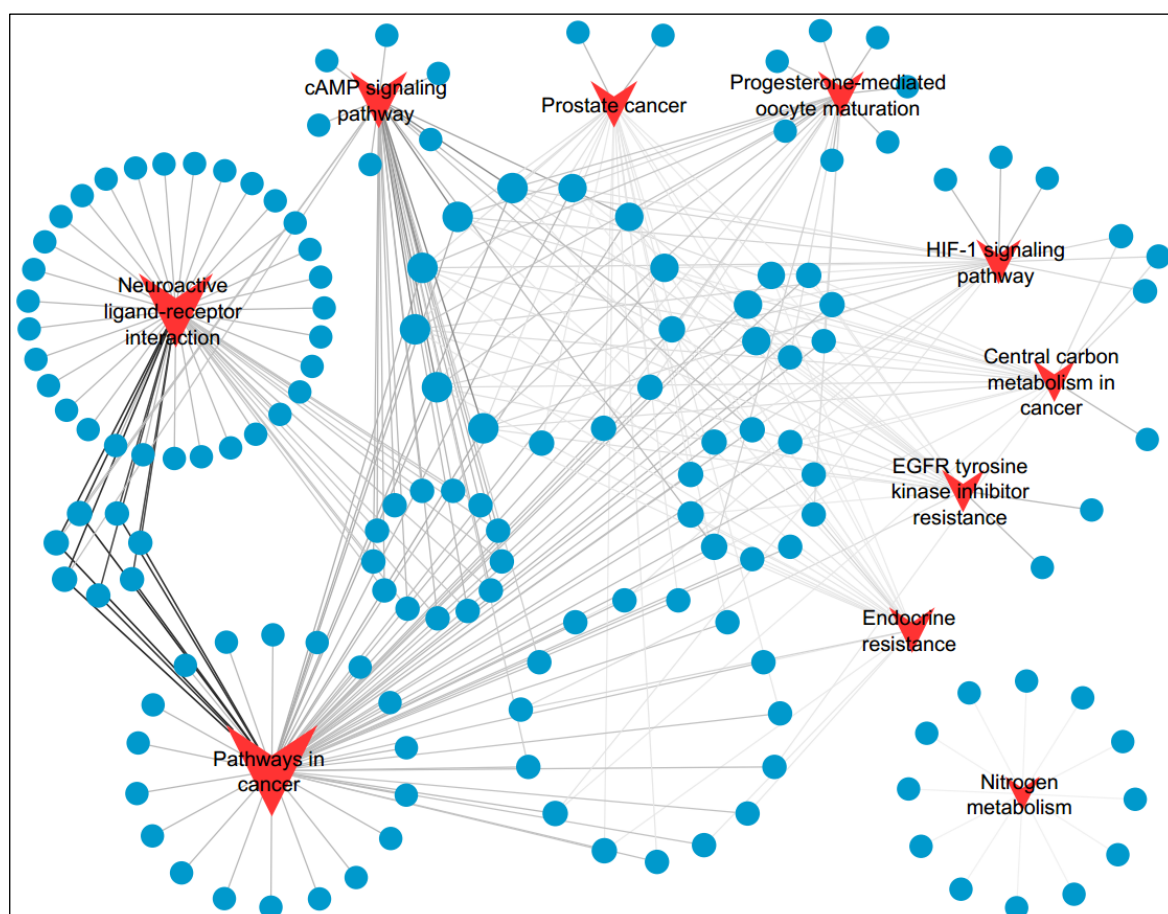 cAMP signaling
pathway
Prostate cancer
Progesterone-mediated
oocyte maturation
Neuroactive
ligand-receptor
interaction
HIF-1 signaling
pathway
Central carbon
metabolism in
cancer
EGFR tyrosine
kinase inhibitor
resistance
Endocrine
resistance
Pathways in
cancer
Nitrogen
metabolism